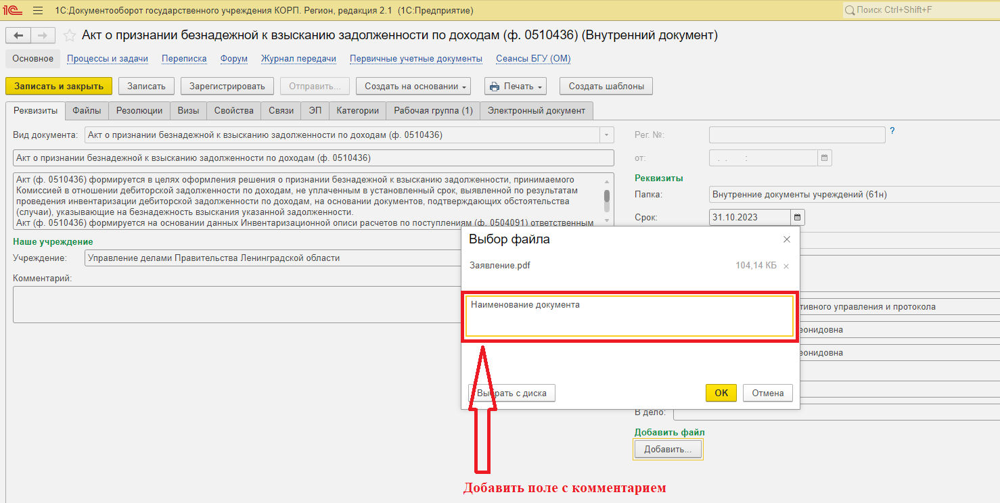 1С:Документооборот государственного учреждения КОРП. Регион, редакция 2.1 (1С:Предприятие)
Поиск Ctrl+Shift+F
Акт о признании безнадежной к взысканию задолженности по доходам (ф. 0510436) (Внутренний документ)
Основное Процессы и задачи Переписка Форум Журнал передачи Первичные учетные документы Сеансы БГУ (ОМ)
Записать и закрыть Записать Зарегистрировать Отправить... Создать на основании Печать Создать шаблоны
Реквизиты Файлы Резолюции Визы Свойства Связи ЭП Категории Рабочая группа (1) Электронный документ
Вид документа: Акт о признании безнадежной к взысканию задолженности по доходам (ф. 0510436)
Рег. №: ?
Акт о признании безнадежной к взысканию задолженности по доходам (ф. 0510436)
от: . . :
Акт (ф. 0510436) формируется в целях оформления решения о признании безнадежной к взысканию задолженности, принимаемого
Комиссией в отношении дебиторской задолженности по доходам, не уплаченным в установленный срок, выявленной по результатам
проведения инвентаризации дебиторской задолженности по доходам, на основании документов, подтверждающих обстоятельства
(случаи), указывающие на безнадежность взыскания указанной задолженности.
Акт (ф. 0510436) формируется на основании данных Инвентаризационной описи расчетов по поступлениям (ф. 0504091) ответственным
Реквизиты
Папка: Внутренние документы учреждений (61н)
Срок: 31.10.2023
Наше учреждение
Учреждение: Управление делами Правительства Ленинградской области
Комментарий:
Выбор файла
Заявление.pdf 104,14 КБ
Наименование документа
тивного управления и протокола
еонидовна
еонидовна
Выбрать с диска OK Отмена
В дело:
Добавить файл
Добавить...
Добавить поле с комментарием